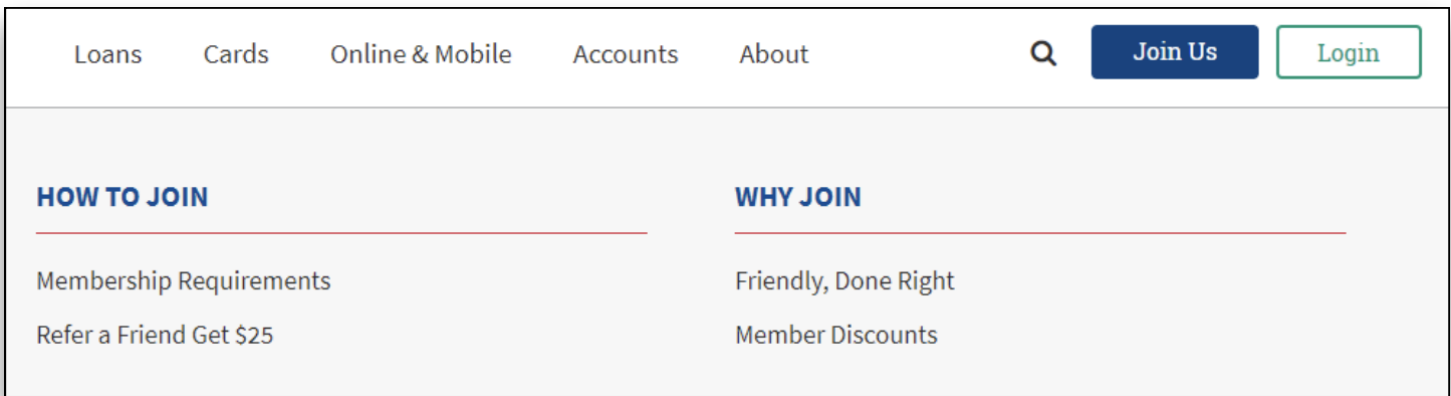 Loans Cards Online & Mobile Accounts About Join Us Login
HOW TO JOIN
Membership Requirements
Refer a Friend Get $25
WHY JOIN
Friendly, Done Right
Member Discounts